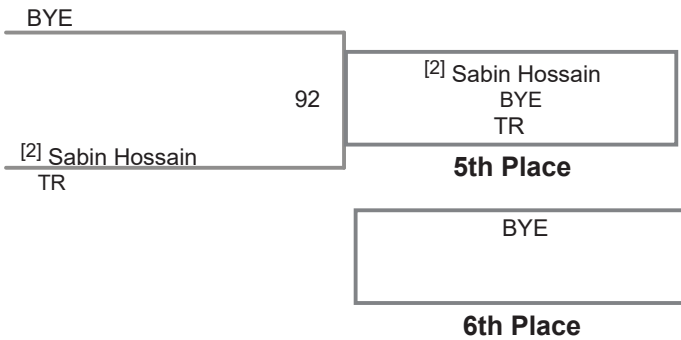 BYE
92
[2] Sabin Hossain
TR
[2] Sabin Hossain
BYE
TR
5th Place
BYE
6th Place